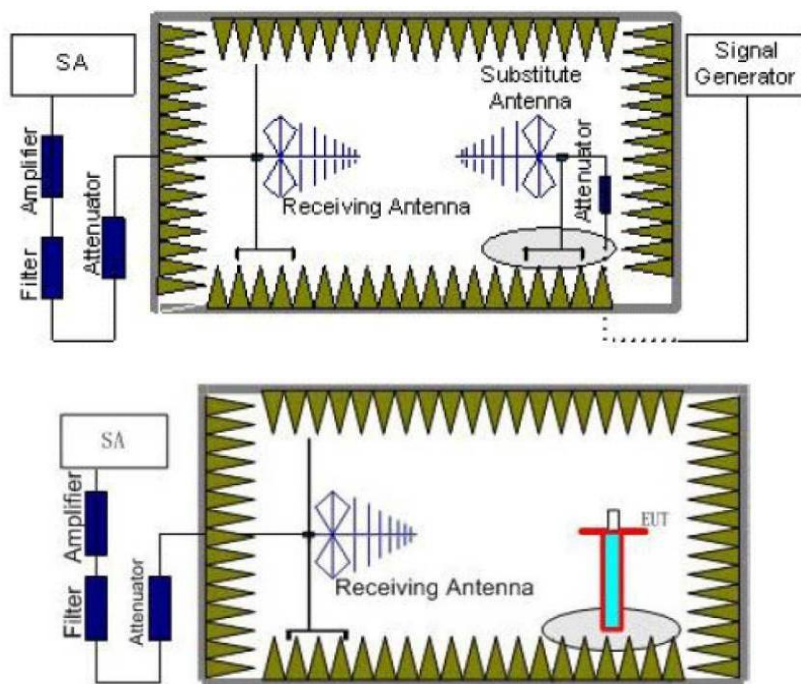 SA
Signal
Generator
Substitute
Antenna
Amplifier
Attenuator
Filter
Receiving Antenna
Attenuator
SA
Amplifier
Filter
Attenuator
Receiving Antenna
EUT